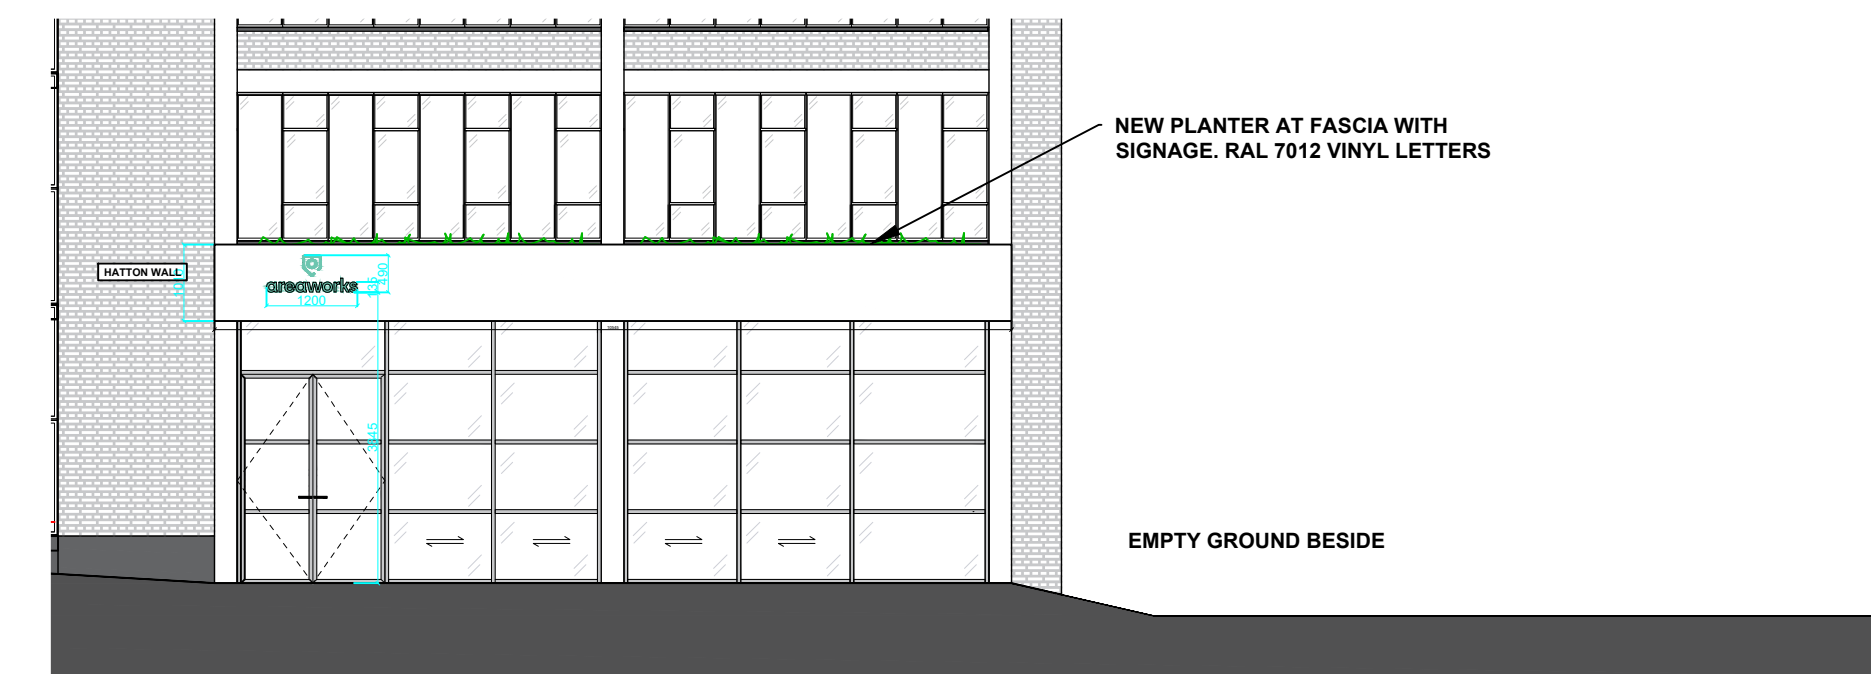 NEW PLANTER AT FASCIA WITH
SIGNAGE. RAL 7012 VINYL LETTERS
HATTON WALL
areaworks
1200
135
490
3845
EMPTY GROUND BESIDE